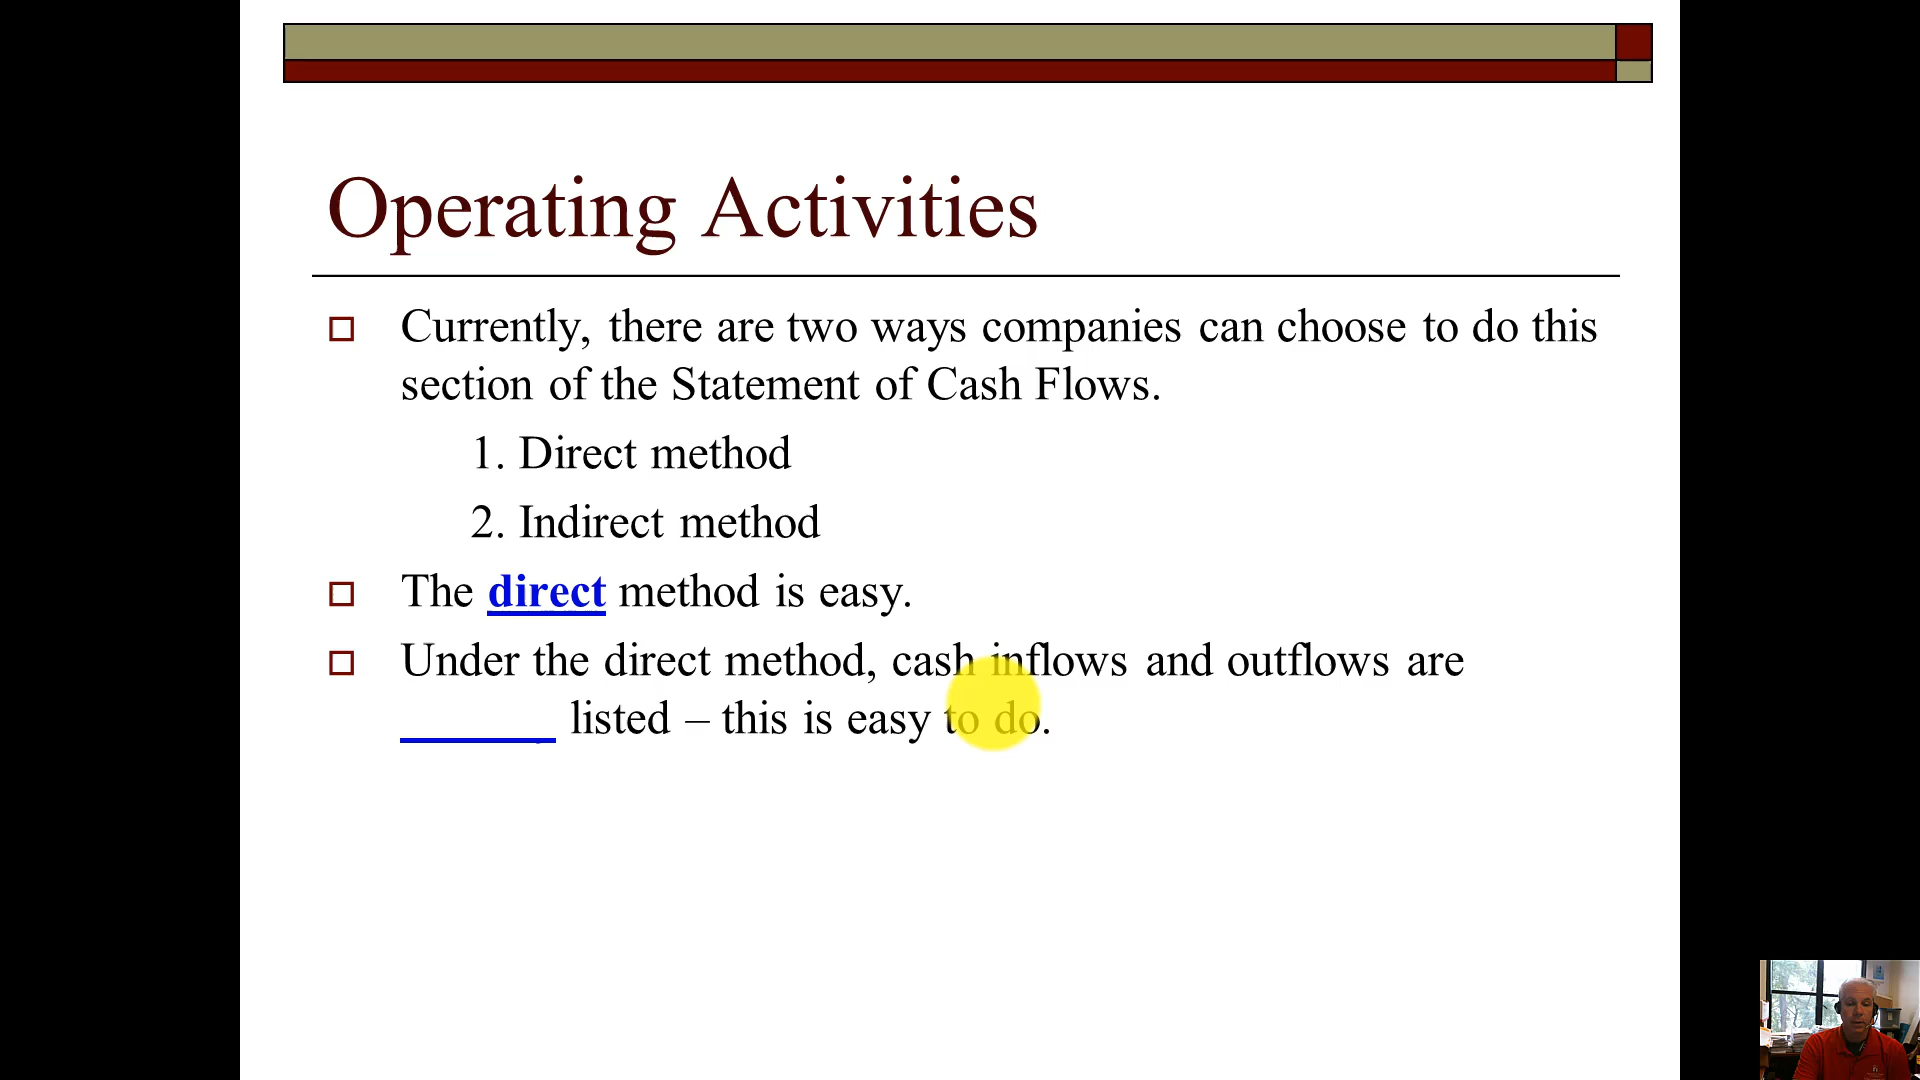 Operating Activities
Currently, there are two ways companies can choose to do this
section of the Statement of Cash Flows.
1. Direct method
2. Indirect method
The direct method is easy.
Under the direct method, cash inflows and outflows are
______ listed – this is easy to do.